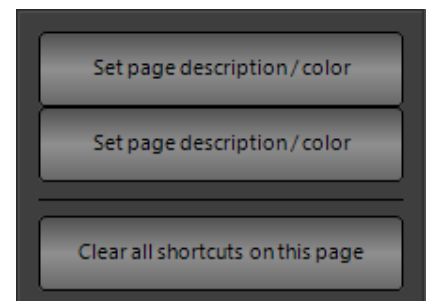 Set page description / color
Set page description / color
Clear all shortcuts on this page